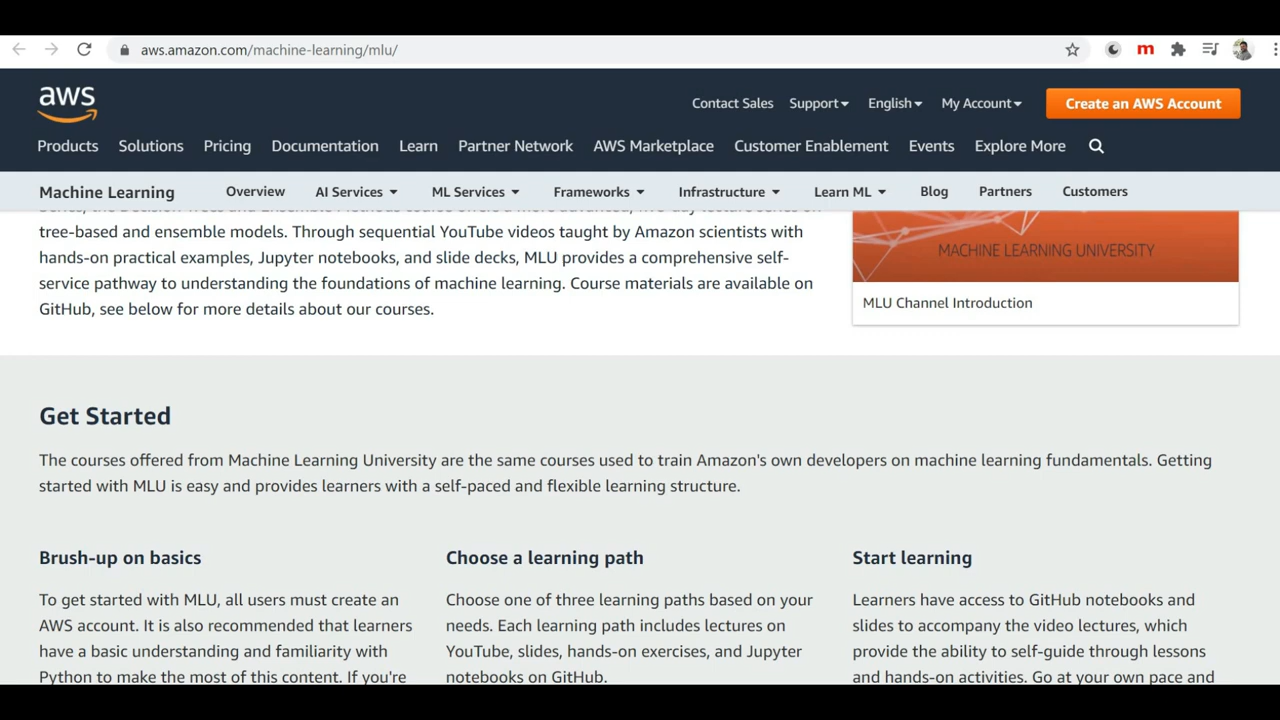 aws.amazon.com/machine-learning/mlu/
m
aws
Contact Sales Support English My Account Create an AWS Account
Products Solutions Pricing Documentation Learn Partner Network AWS Marketplace Customer Enablement Events Explore More
Machine Learning Overview AI Services ML Services Frameworks Infrastructure Learn ML Blog Partners Customers
tree-based and ensemble models. Through sequential YouTube videos taught by Amazon scientists with
hands-on practical examples, Jupyter notebooks, and slide decks, MLU provides a comprehensive self-
service pathway to understanding the foundations of machine learning. Course materials are available on
GitHub, see below for more details about our courses.
MACHINE LEARNING UNIVERSITY
MLU Channel Introduction
Get Started
The courses offered from Machine Learning University are the same courses used to train Amazon's own developers on machine learning fundamentals. Getting
started with MLU is easy and provides learners with a self-paced and flexible learning structure.
Brush-up on basics
To get started with MLU, all users must create an
AWS account. It is also recommended that learners
have a basic understanding and familiarity with
Python to make the most of this content. If you're
Choose a learning path
Choose one of three learning paths based on your
needs. Each learning path includes lectures on
YouTube, slides, hands-on exercises, and Jupyter
notebooks on GitHub.
Start learning
Learners have access to GitHub notebooks and
slides to accompany the video lectures, which
provide the ability to self-guide through lessons
and hands-on activities. Go at your own pace and